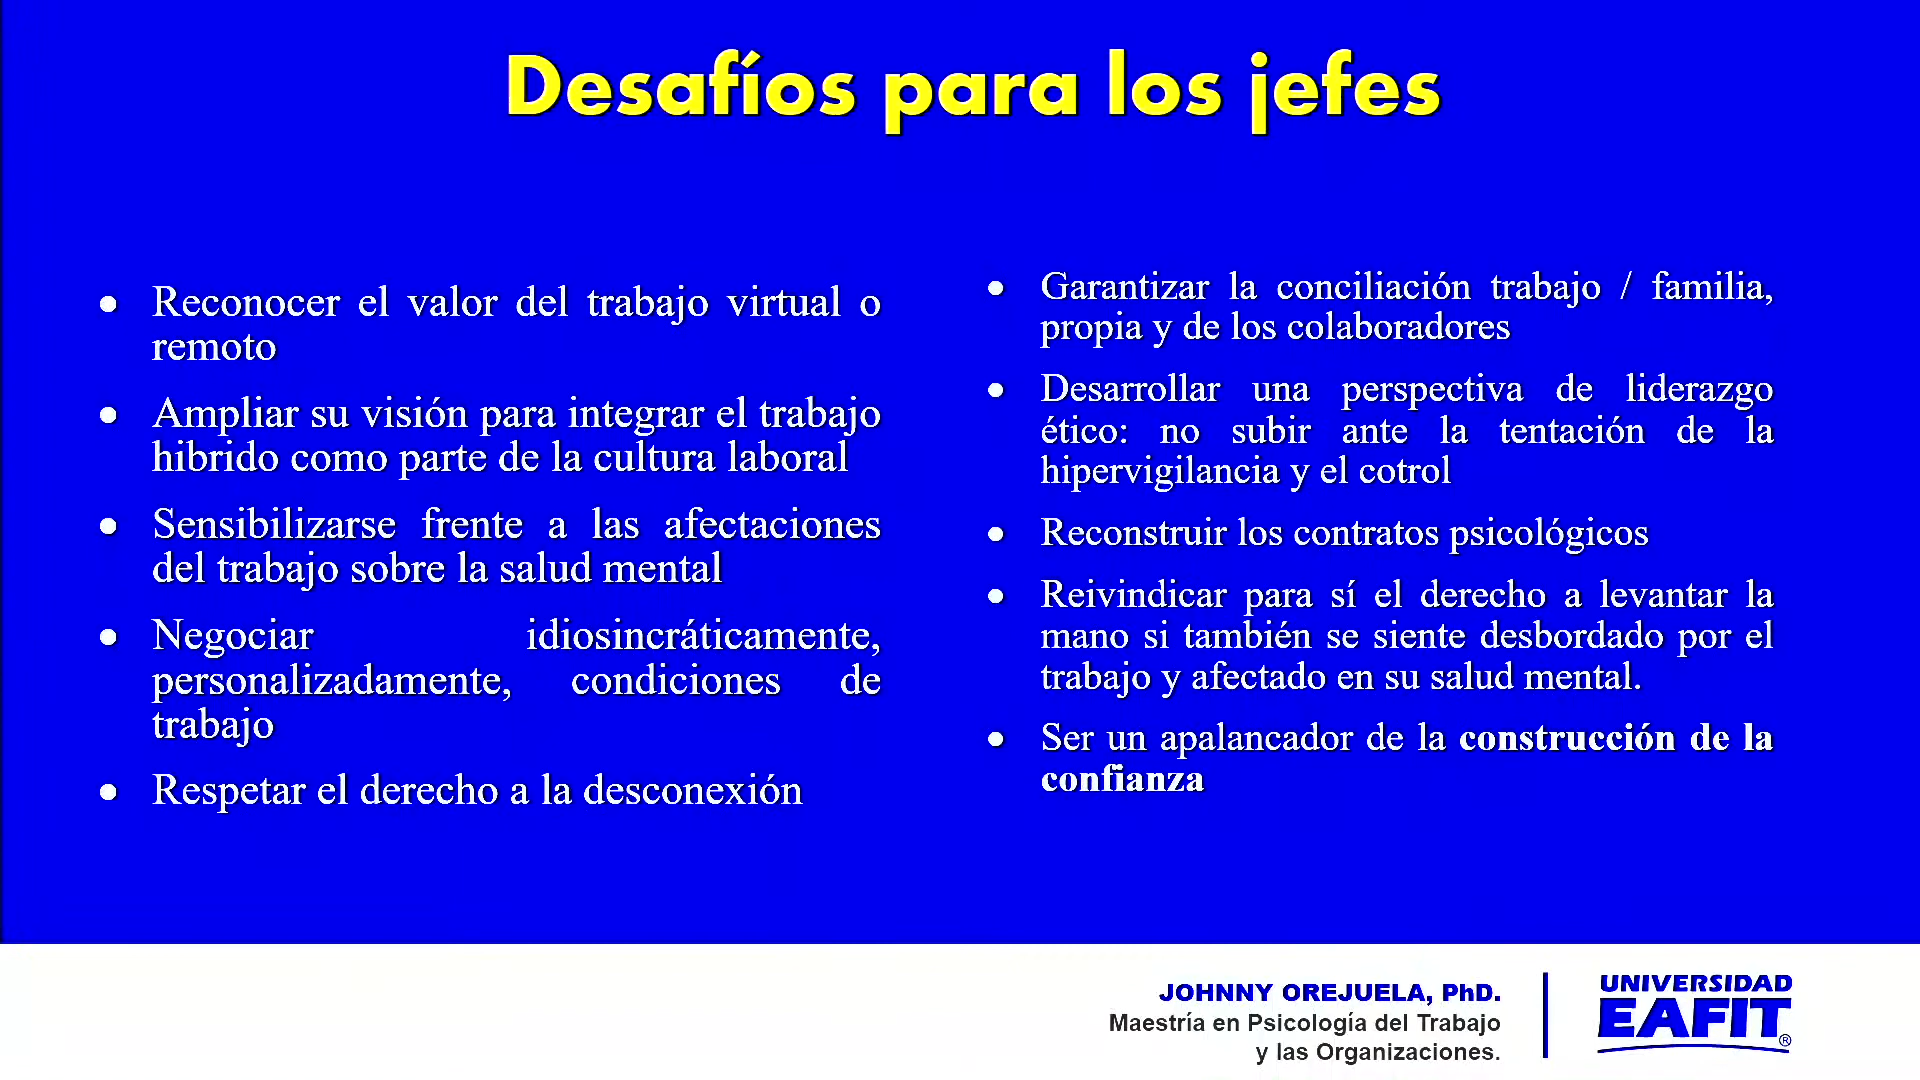 Desafíos para los jefes
● Reconocer el valor del trabajo virtual o
remoto
● Ampliar su visión para integrar el trabajo
hibrido como parte de la cultura laboral
● Sensibilizarse frente a las afectaciones
del trabajo sobre la salud mental
● Negociar idiosincráticamente,
personalizadamente, condiciones de
trabajo
● Respetar el derecho a la desconexión
● Garantizar la conciliación trabajo / familia,
propia y de los colaboradores
● Desarrollar una perspectiva de liderazgo
ético: no subir ante la tentación de la
hipervigilancia y el cotrol
● Reconstruir los contratos psicológicos
● Reivindicar para sí el derecho a levantar la
mano si también se siente desbordado por el
trabajo y afectado en su salud mental.
● Ser un apalancador de la construcción de la
confianza
JOHNNY OREJUELA, PhD.
Maestría en Psicología del Trabajo
y las Organizaciones.
UNIVERSIDAD
EAFIT®